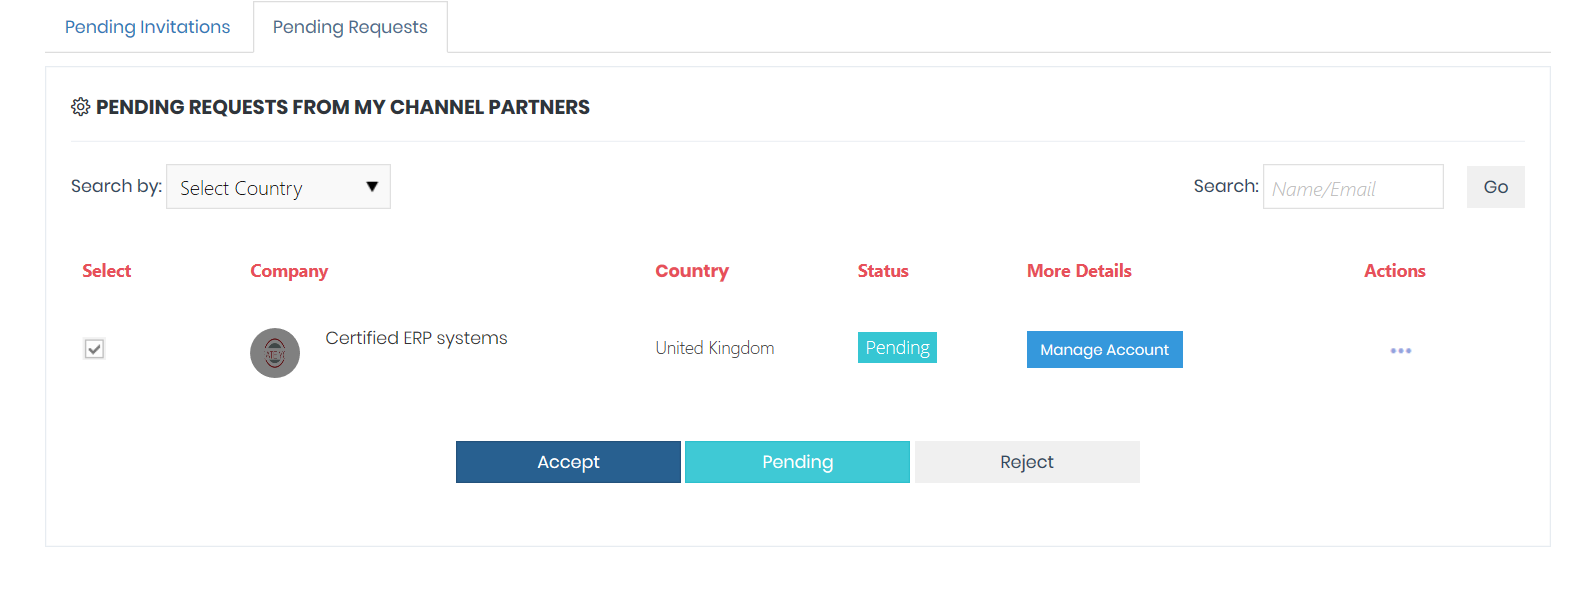 Pending Invitations
Pending Requests
PENDING REQUESTS FROM MY CHANNEL PARTNERS
Search by: Select Country
Search: Name/Email Go
Select Company Country Status More Details Actions
Certified ERP systems United Kingdom Pending Manage Account
Accept Pending Reject